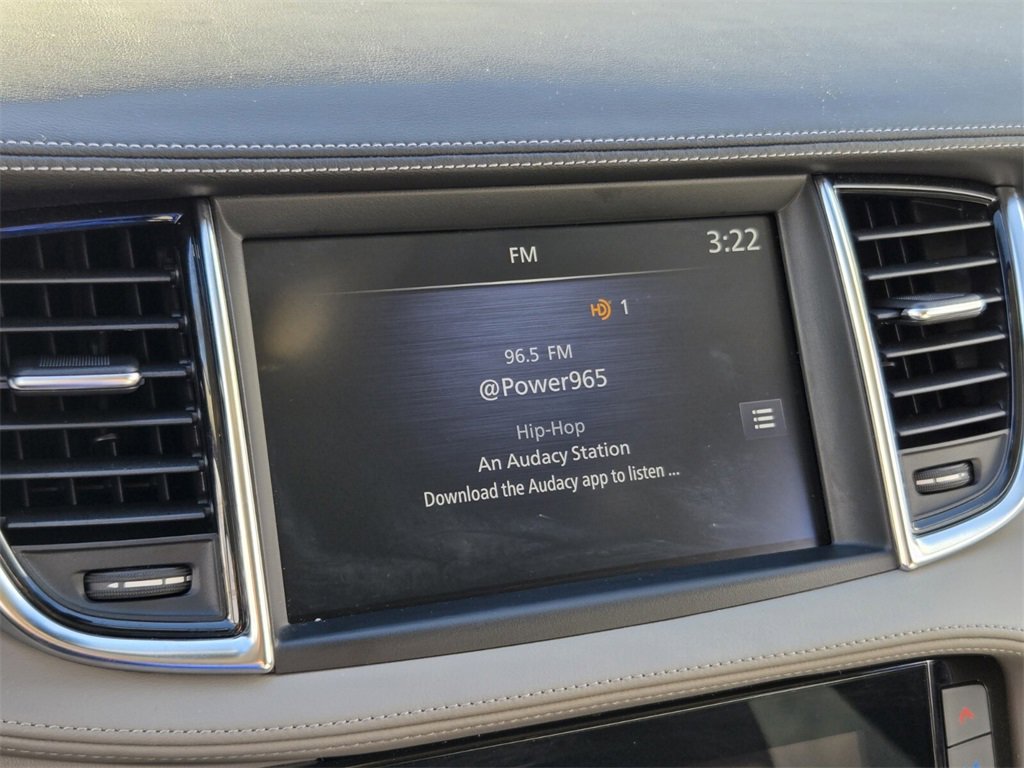 FM
3:22
HD 1
96.5 FM
@Power965
Hip-Hop
An Audacy Station
Download the Audacy app to listen ...